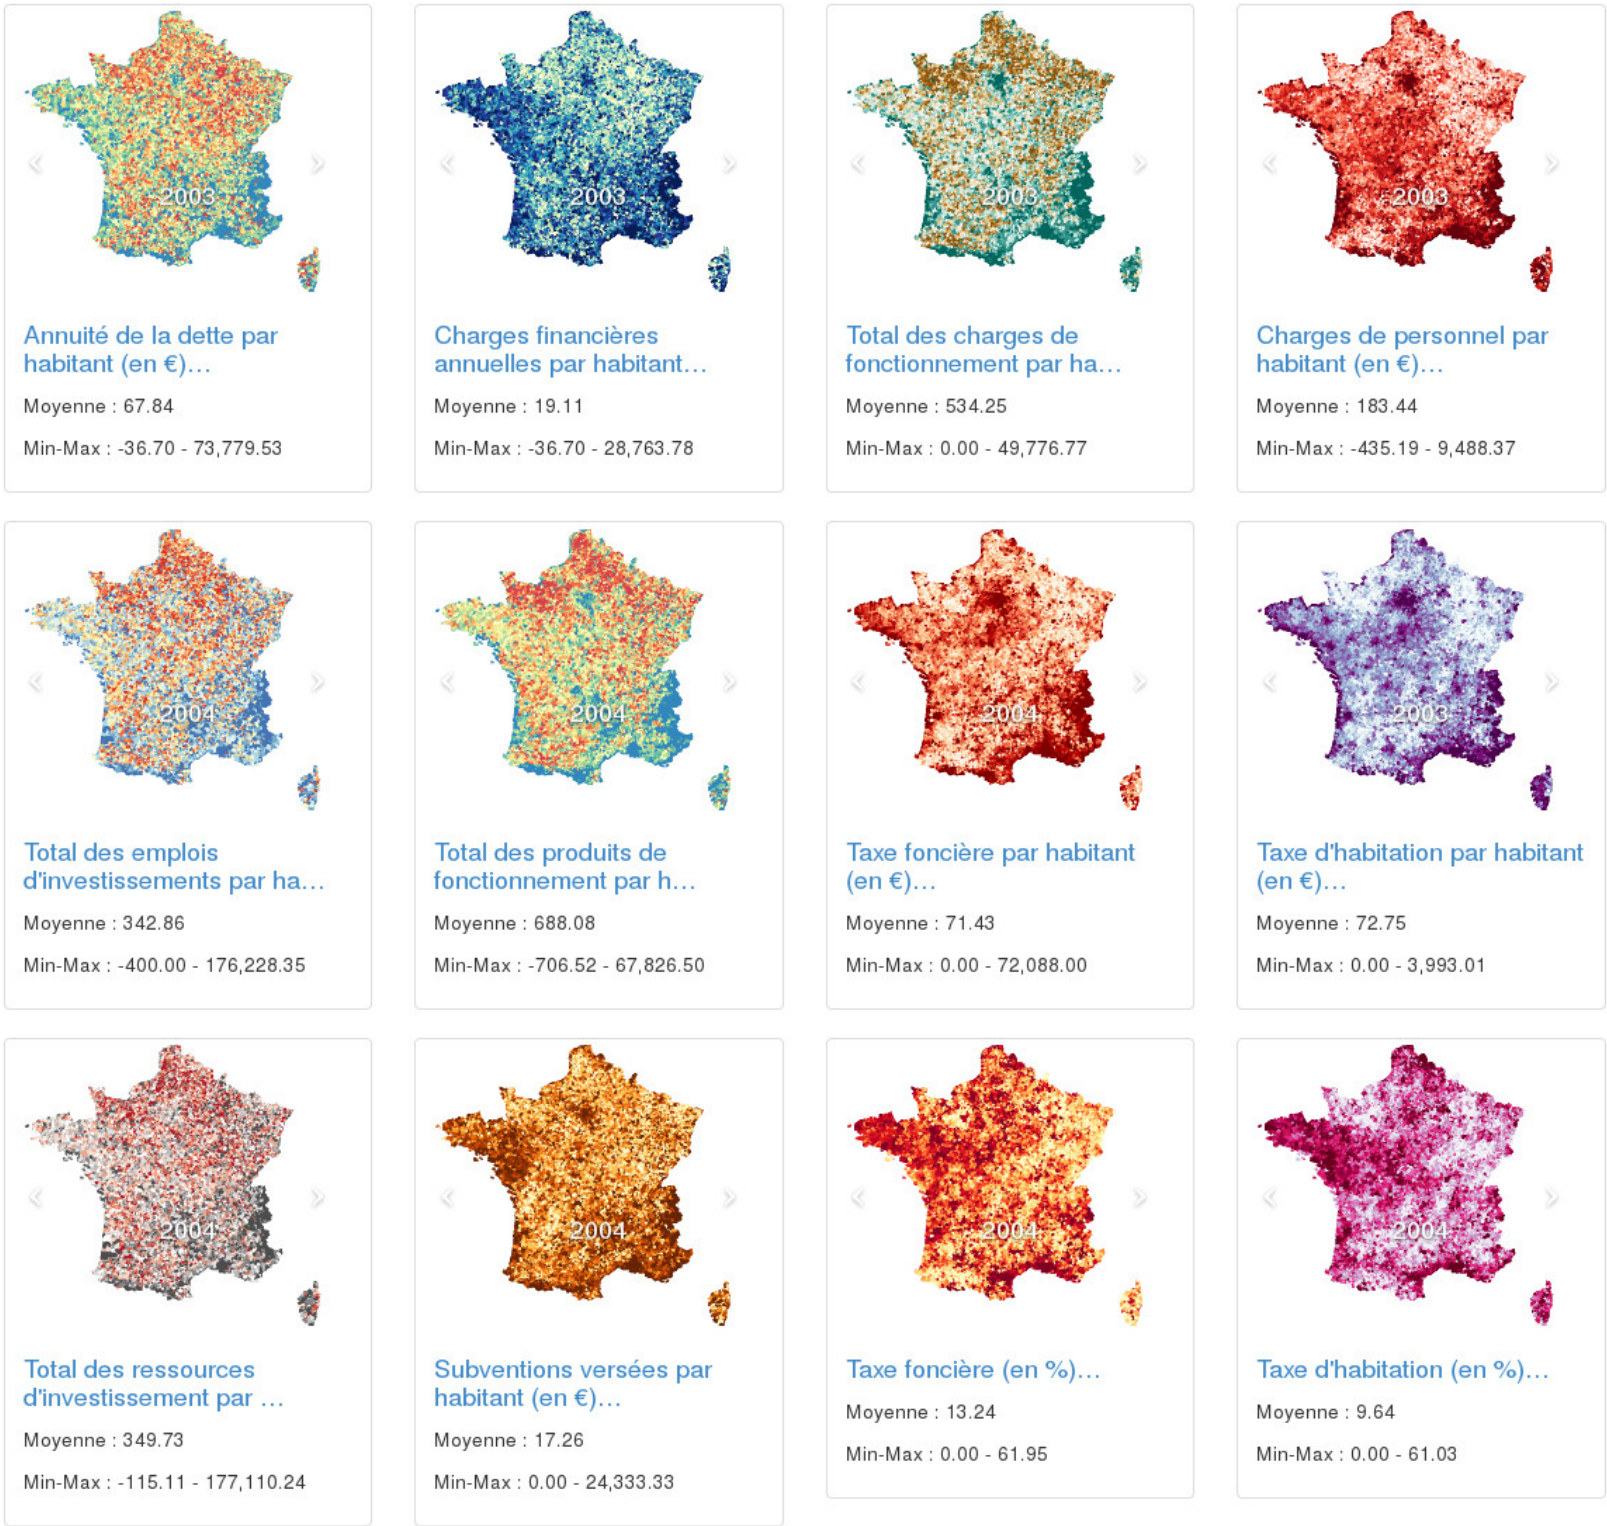 2003
Annuité de la dette par
habitant (en €)...
Moyenne : 67.84
Min-Max : -36.70 - 73,779.53
2003
Charges financières
annuelles par habitant...
Moyenne : 19.11
Min-Max : -36.70 - 28,763.78
2003
Total des charges de
fonctionnement par ha...
Moyenne : 534.25
Min-Max : 0.00 - 49,776.77
2003
Charges de personnel par
habitant (en €)...
Moyenne : 183.44
Min-Max : -435.19 - 9,488.37
2004
Total des emplois
d'investissements par ha...
Moyenne : 342.86
Min-Max : -400.00 - 176,228.35
2004
Total des produits de
fonctionnement par h...
Moyenne : 688.08
Min-Max : -706.52 - 67,826.50
2004
Taxe foncière par habitant
(en €)...
Moyenne : 71.43
Min-Max : 0.00 - 72,088.00
2003
Taxe d'habitation par habitant
(en €)...
Moyenne : 72.75
Min-Max : 0.00 - 3,993.01
2004
Total des ressources
d'investissement par ...
Moyenne : 349.73
Min-Max : -115.11 - 177,110.24
2004
Subventions versées par
habitant (en €)...
Moyenne : 17.26
Min-Max : 0.00 - 24,333.33
2004
Taxe foncière (en %)...
Moyenne : 13.24
Min-Max : 0.00 - 61.95
2004
Taxe d'habitation (en %)...
Moyenne : 9.64
Min-Max : 0.00 - 61.03